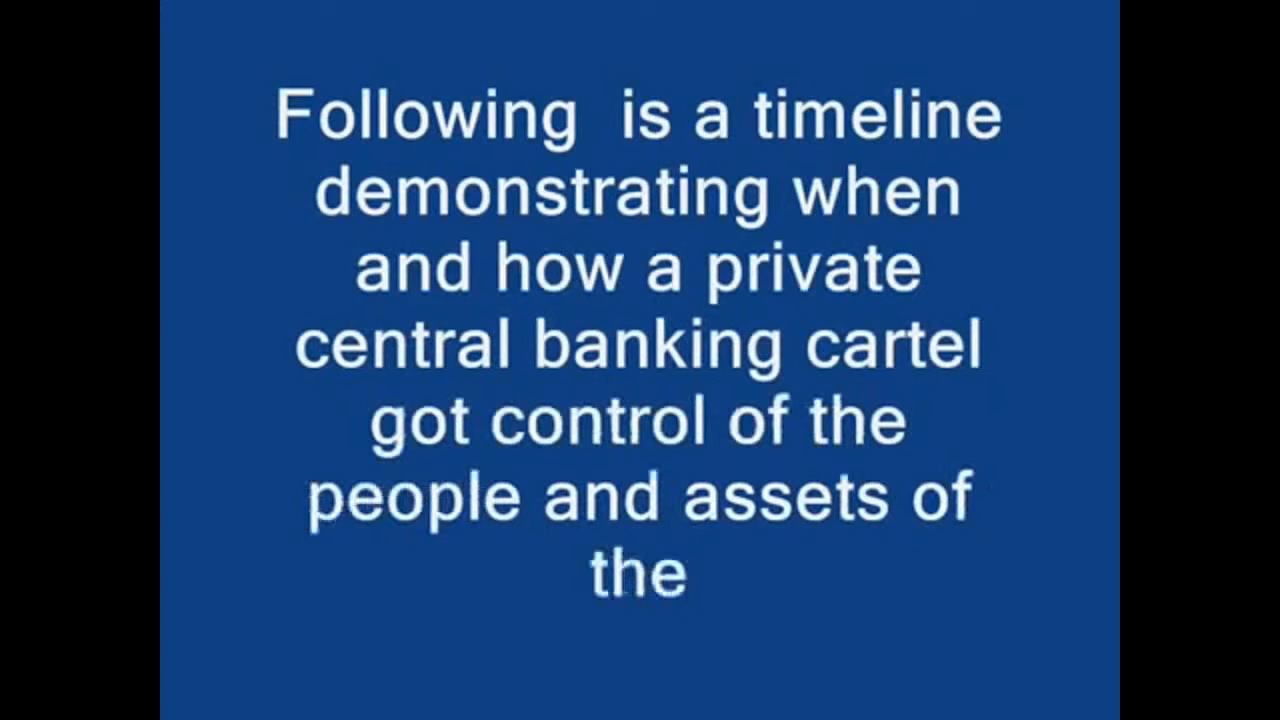 Following  is a timeline
demonstrating when
and how a private
central banking cartel
got control of the
people and assets of
the